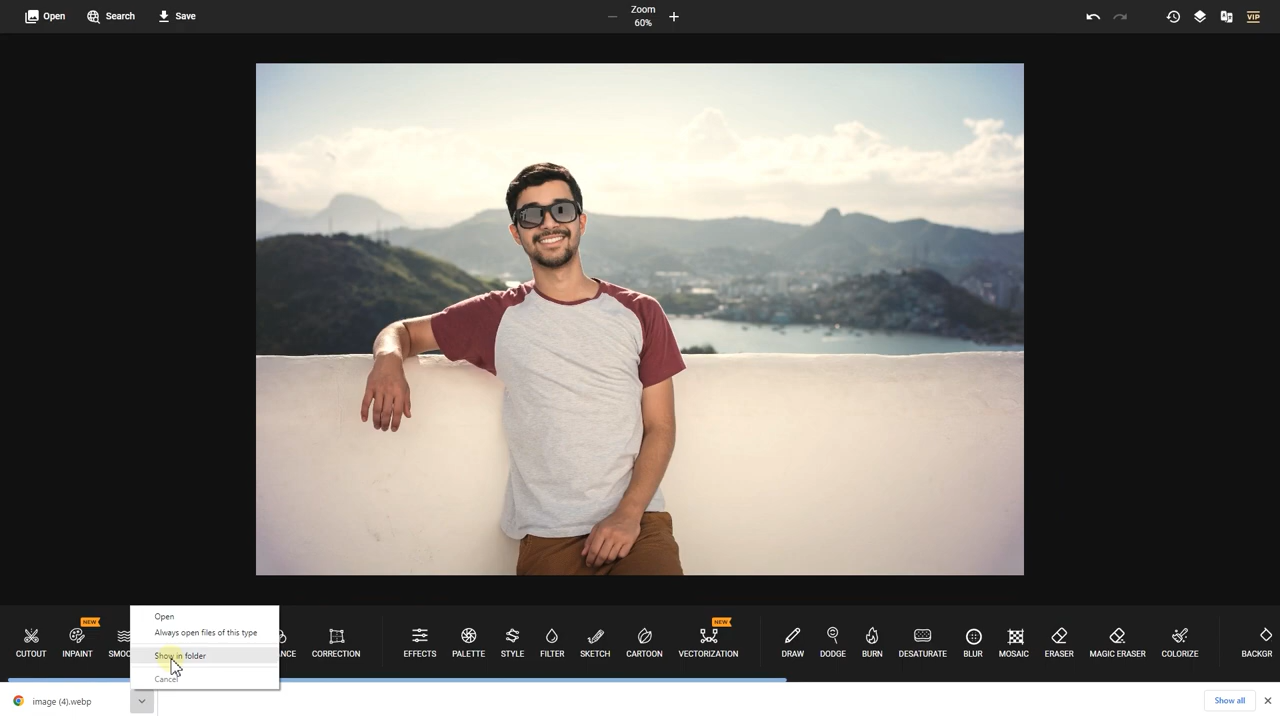 Open
Search
Save
Zoom
60%
VIP
CUTOUT
NEW
INPAINT
CORRECTION
EFFECTS
PALETTE
STYLE
FILTER
SKETCH
CARTOON
NEW
VECTORIZATION
DRAW
DODGE
BURN
DESATURATE
BLUR
MOSAIC
ERASER
MAGIC ERASER
COLORIZE
BACKGR
Open
Always open files of this type
Show in folder
Cancel
image (4).webp
Show all